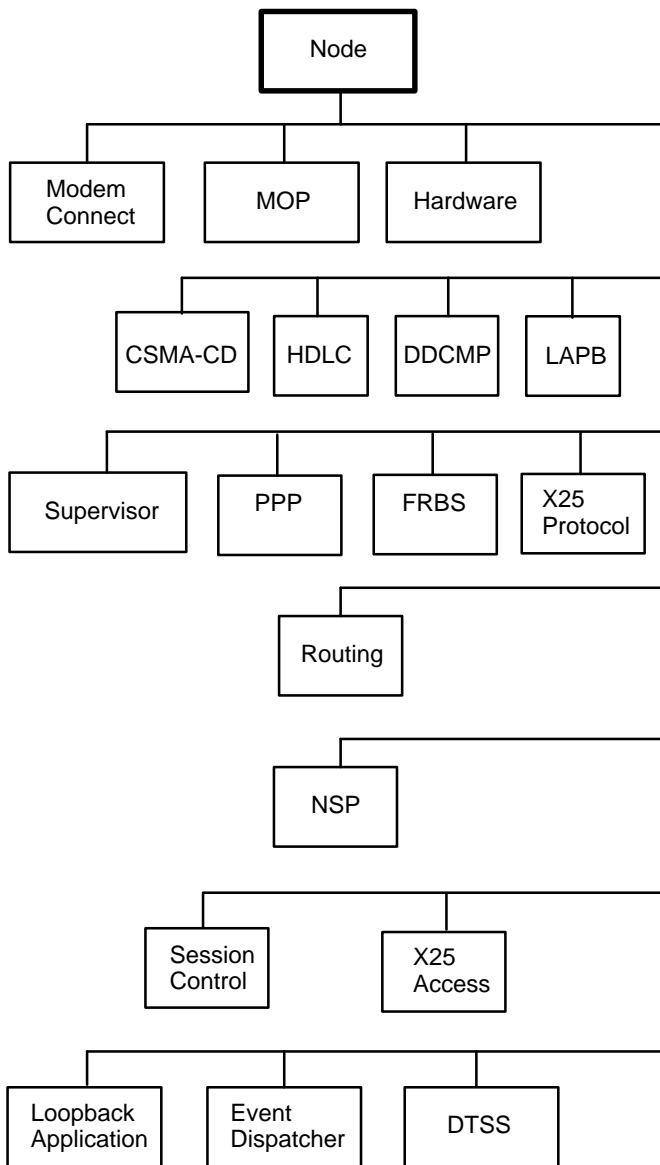 Node
Modem
Connect
MOP
Hardware
CSMA-CD
HDLC
DDCMP
LAPB
Supervisor
PPP
FRBS
X25
Protocol
Routing
NSP
Session
Control
X25
Access
Loopback
Application
Event
Dispatcher
DTSS